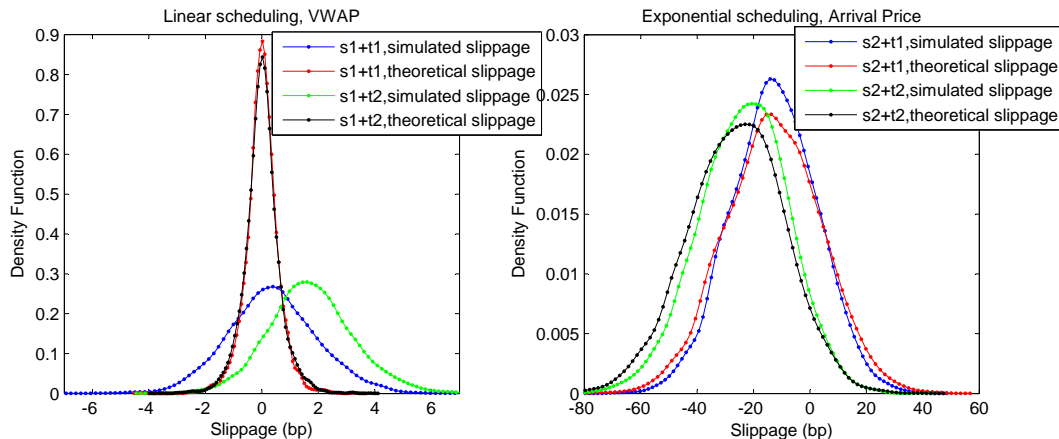 Linear scheduling, VWAP
0.9
0.8
0.7
0.6
0.5
0.4
0.3
0.2
0.1
0
Density Function
-6
-4
-2
0
2
4
6
Slippage (bp)
s1+t1,simulated slippage
s1+t1,theoretical slippage
s1+t2,simulated slippage
s1+t2,theoretical slippage
Exponential scheduling, Arrival Price
0.03
0.025
0.02
0.015
0.01
0.005
0
Density Function
-80
-60
-40
-20
0
20
40
60
Slippage (bp)
s2+t1,simulated slippage
s2+t1,theoretical slippage
s2+t2,simulated slippage
s2+t2,theoretical slippage